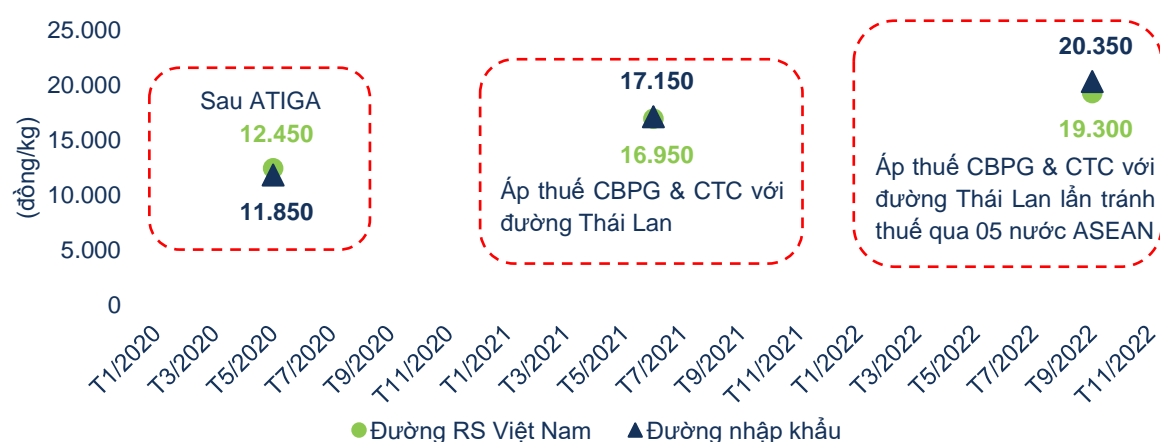 25.000
20.000
15.000
10.000
5.000
0
(đồng/kg)
Sau ATIGA
12.450
11.850
17.150
16.950
Áp thuế CBPG & CTC với
đường Thái Lan
20.350
19.300
Áp thuế CBPG & CTC với
đường Thái Lan lẩn tránh
thuế qua 05 nước ASEAN
T1/2020
T3/2020
T5/2020
T7/2020
T9/2020
T11/2020
T1/2021
T3/2021
T5/2021
T7/2021
T9/2021
T11/2021
T1/2022
T3/2022
T5/2022
T7/2022
T9/2022
T11/2022
Đường RS Việt Nam
Đường nhập khẩu